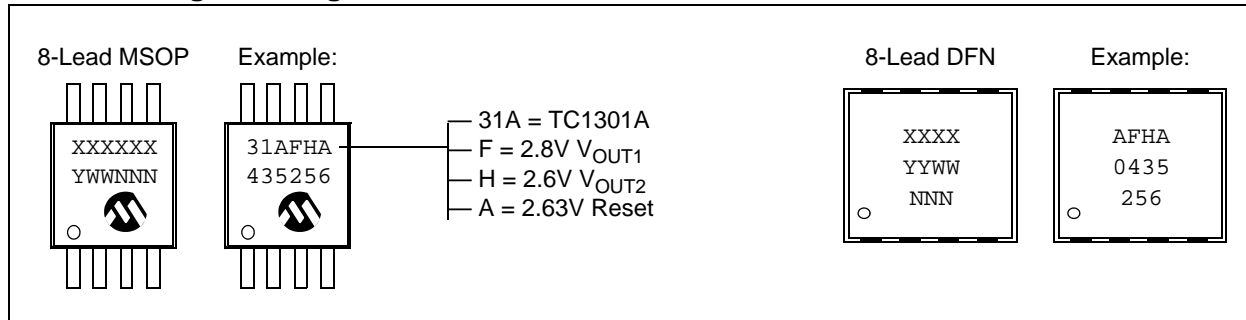 8-Lead MSOP
Example:
XXXXXX
YWWNNN
31AFHA
435256
31A = TC1301A
F = 2.8V VOUT1
H = 2.6V VOUT2
A = 2.63V Reset
8-Lead DFN
Example:
XXXX
YYWW
NNN
AFHA
0435
256